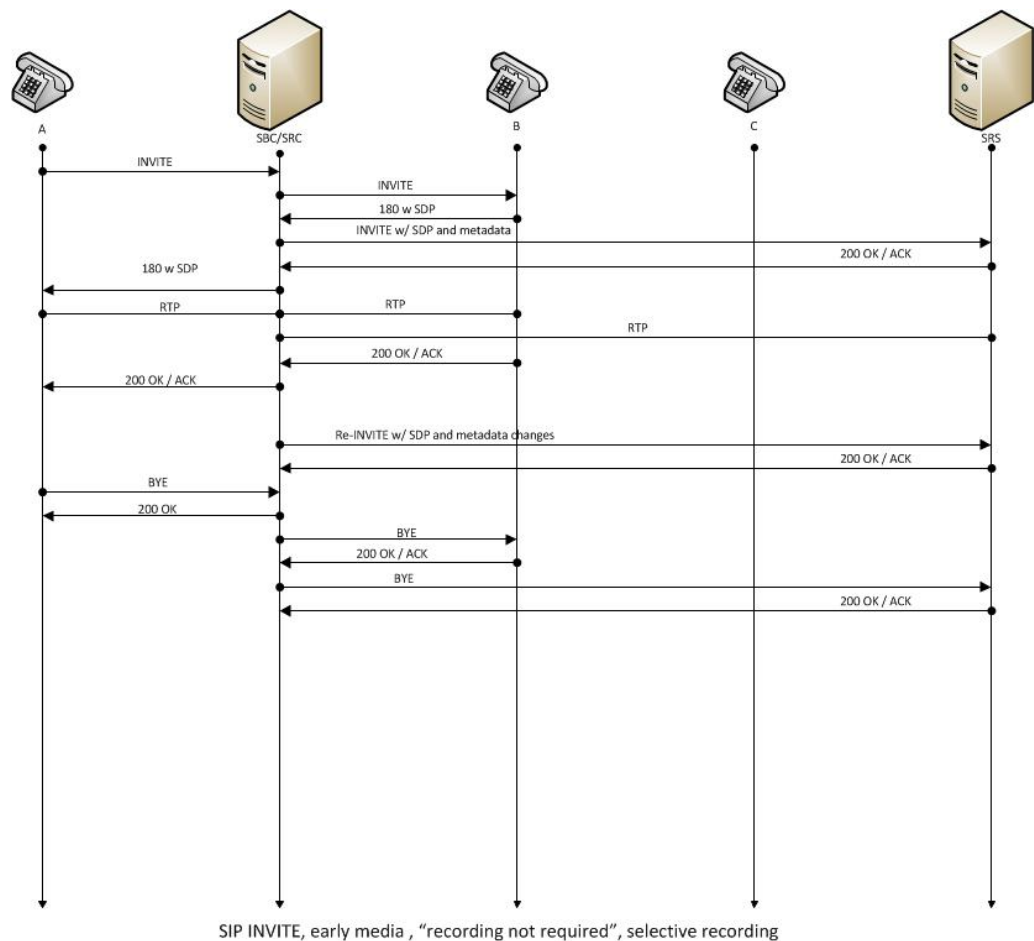 A
SBC/SRC
B
C
SRS
INVITE
INVITE
180 w SDP
INVITE w/ SDP and metadata
200 OK / ACK
180 w SDP
RTP
RTP
RTP
200 OK / ACK
200 OK / ACK
Re-INVITE w/ SDP and metadata changes
200 OK / ACK
BYE
200 OK
BYE
200 OK / ACK
BYE
200 OK / ACK
SIP INVITE, early media , “recording not required”, selective recording